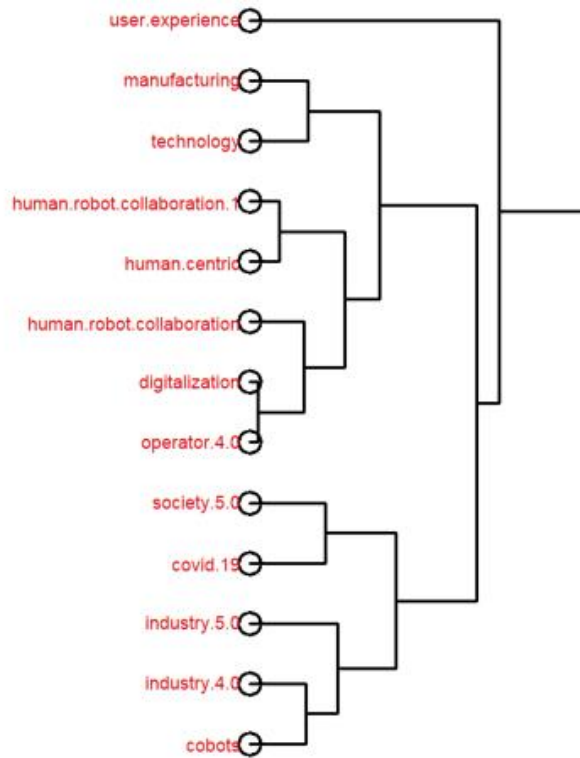 user.experience
manufacturing
technology
human.robot.collaboration.1
human.centric
human.robot.collaboration
digitalization
operator.4.0
society.5.0
covid.19
industry.5.0
industry.4.0
cobots